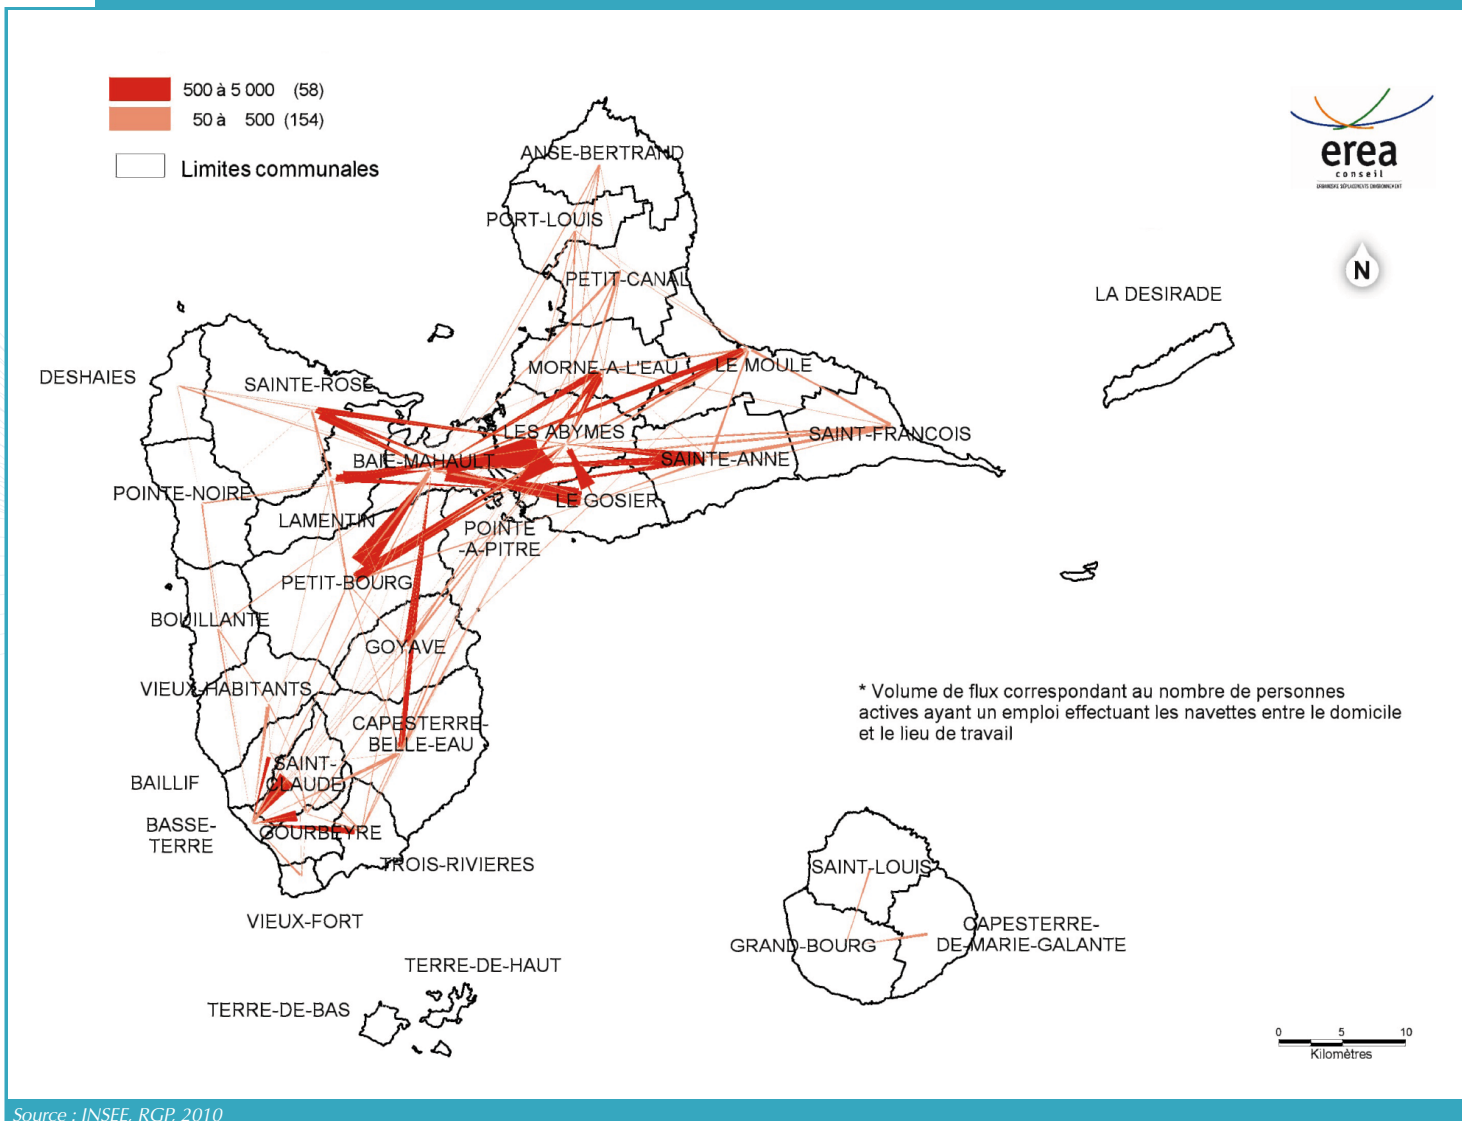 500 à 5 000 (58)
50 à 500 (154)
Limites communales
erea
conseil
URBANISME DÉPLACEMENTS ENVIRONNEMENT
N
ANSE-BERTRAND
PORT-LOUIS
PETIT-CANAL
LA DESIRADE
DESHAIES
SAINTE-ROSE
MORNE-A-L'EAU
LE MOULE
LES ABYMES
SAINT-FRANCOIS
BAIE-MAHAULT
SAINTE-ANNE
POINTE-NOIRE
LE GOSIER
LAMENTIN
POINTE
-A-PITRE
PETIT-BOURG
BOUILLANTE
GOYAVE
VIEUX-HABITANTS
* Volume de flux correspondant au nombre de personnes
actives ayant un emploi effectuant les navettes entre le domicile
et le lieu de travail
CAPESTERRE-
BELLE-EAU
SAINT-
CLAUDE
BAILLIF
BASSE-
TERRE
GOURBEYRE
TROIS-RIVIERES
SAINT-LOUIS
VIEUX-FORT
CAPESTERRE-
DE-MARIE-GALANTE
GRAND-BOURG
TERRE-DE-HAUT
TERRE-DE-BAS
0 5 10
Kilomètres
Source : INSEE, RGP, 2010